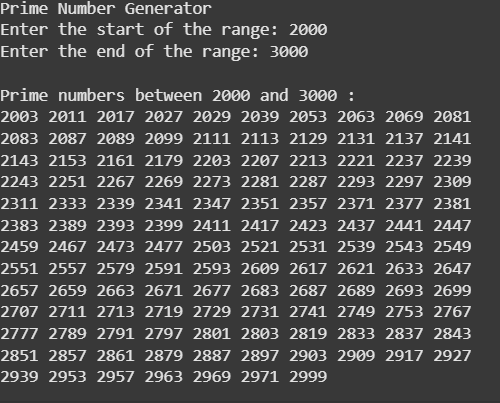 Prime Number Generator
Enter the start of the range: 2000
Enter the end of the range: 3000
Prime numbers between 2000 and 3000 :
2003 2011 2017 2027 2029 2039 2053 2063 2069 2081
2083 2087 2089 2099 2111 2113 2129 2131 2137 2141
2143 2153 2161 2179 2203 2207 2213 2221 2237 2239
2243 2251 2267 2269 2273 2281 2287 2293 2297 2309
2311 2333 2339 2341 2347 2351 2357 2371 2377 2381
2383 2389 2393 2399 2411 2417 2423 2437 2441 2447
2459 2467 2473 2477 2503 2521 2531 2539 2543 2549
2551 2557 2579 2591 2593 2609 2617 2621 2633 2647
2657 2659 2663 2671 2677 2683 2687 2689 2693 2699
2707 2711 2713 2719 2729 2731 2741 2749 2753 2767
2777 2789 2791 2797 2801 2803 2819 2833 2837 2843
2851 2857 2861 2879 2887 2897 2903 2909 2917 2927
2939 2953 2957 2963 2969 2971 2999